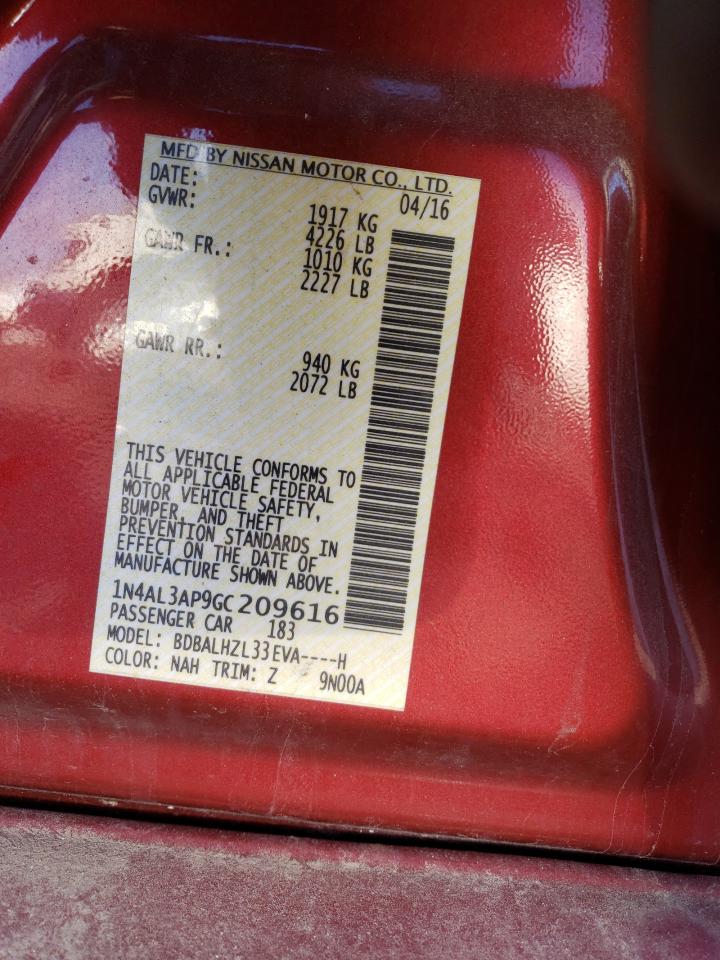 MFD BY NISSAN MOTOR CO., LTD.
DATE: 04/16
GVWR: 1917 KG
4226 LB
GAWR FR.: 1010 KG
2227 LB
GAWR RR.: 940 KG
2072 LB
THIS VEHICLE CONFORMS TO
ALL APPLICABLE FEDERAL
MOTOR VEHICLE SAFETY,
BUMPER, AND THEFT
PREVENTION STANDARDS IN
EFFECT ON THE DATE OF
MANUFACTURE SHOWN ABOVE.
1N4AL3AP9GC209616
PASSENGER CAR 183
MODEL: BDBALHZL33EVA----H
COLOR: NAH TRIM: Z 9N00A